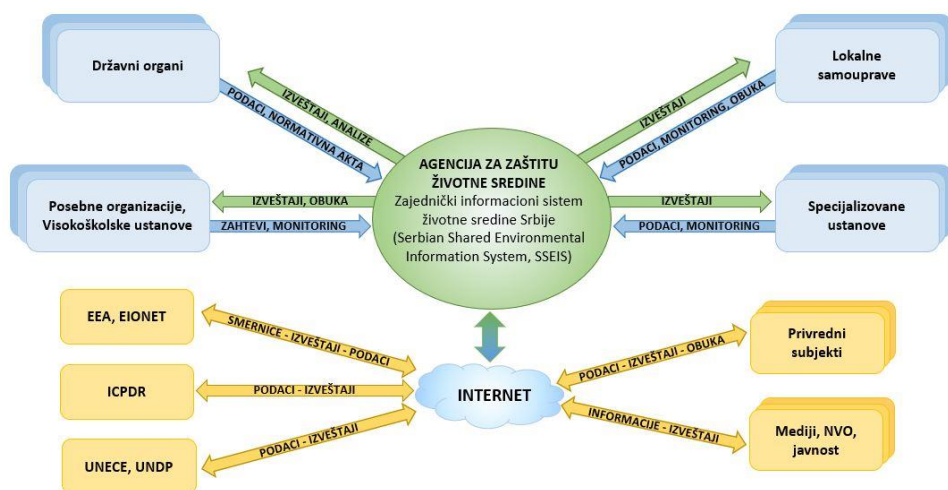 Državni organi
Lokalne
samouprave
IZVEŠTAJI, ANALIZE
PODACI, NORMATIVNA AKTA
IZVEŠTAJI
PODACI, MONITORING, OBUKA
AGENCIJA ZA ZAŠTITU
ŽIVOTNE SREDINE
Zajednički informacioni sistem
životne sredine Srbije
(Serbian Shared Environmental
Information System, SSEIS)
Posebne organizacije,
Visokoškolske ustanove
IZVEŠTAJI, OBUKA
ZAHTEVI, MONITORING
IZVEŠTAJI
PODACI, MONITORING
Specijalizovane
ustanove
EEA, EIONET
SMERNICE - IZVEŠTAJI - PODACI
ICPDR
PODACI - IZVEŠTAJI
UNECE, UNDP
PODACI - IZVEŠTAJI
INTERNET
PODACI - IZVEŠTAJI - OBUKA
Privredni
subjekti
INFORMACIJE - IZVEŠTAJI
Mediji, NVO,
javnost